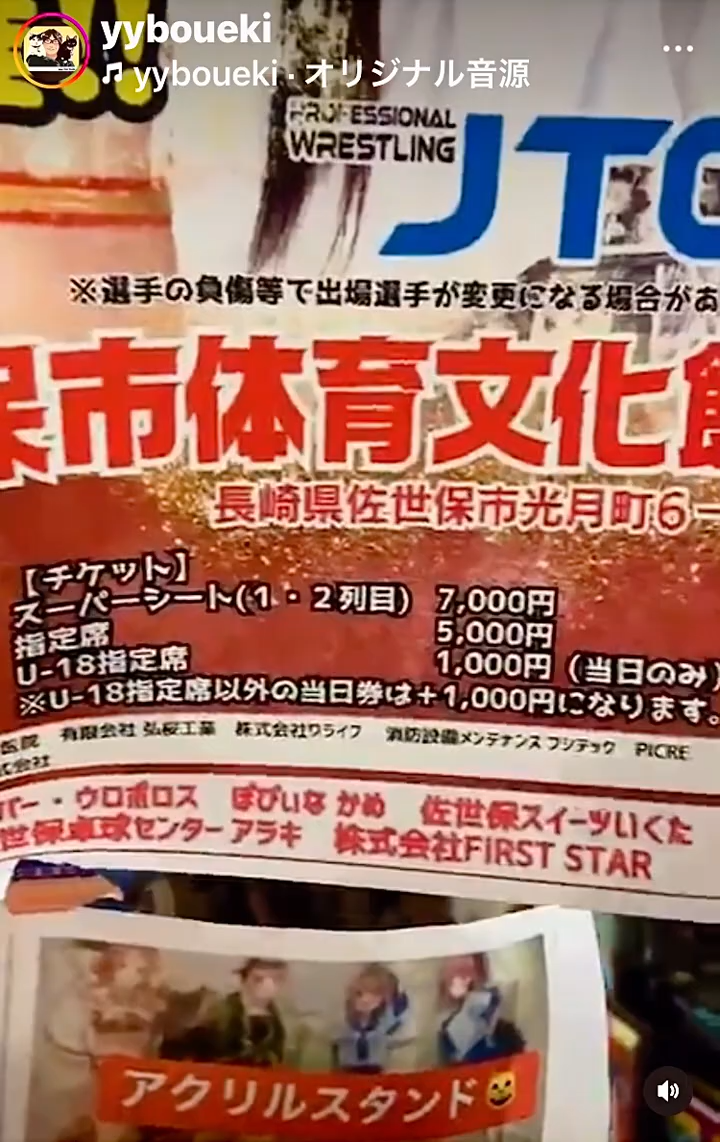 yyboueki
yyboueki · オリジナル音源
!!
PROFESSIONAL
WRESTLING
JTO
※選手の負傷等で出場選手が変更になる場合があ
保市体育文化館
長崎県佐世保市光月町6-
【チケット】
スーパーシート(1・2列目) 7,000円
指定席 5,000円
U-18指定席 1,000円(当日のみ)
※U-18指定席以外の当日券は+1,000円になります。
医院 有限会社 弘桜工業 株式会社ワライフ 消防設備メンテナンス フジテック PICRE
式会社
バー・ウロボロス ぽぴぃな かめ 佐世保スイーツいくた
世保卓球センター アラキ 株式会社FIRST STAR
アクリルスタンド